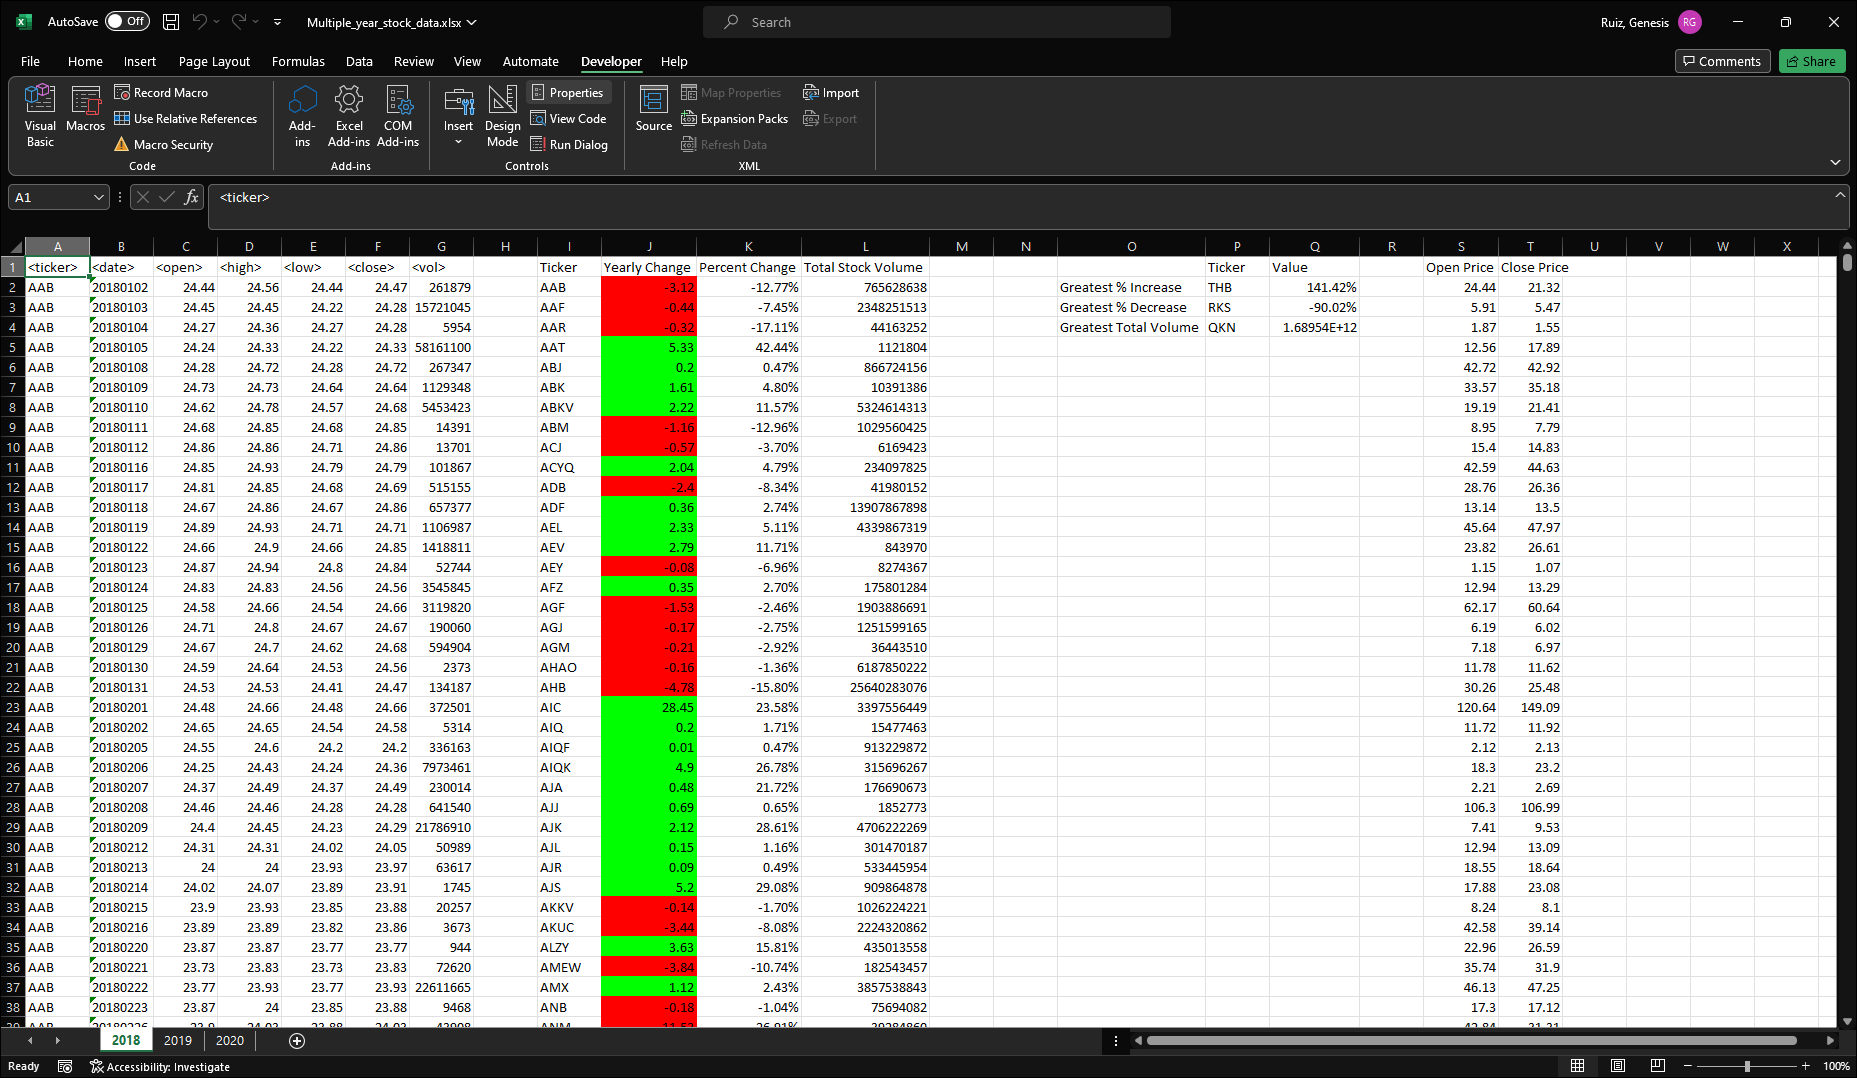 AutoSave Off Multiple_year_stock_data.xlsx Search Ruiz, Genesis RG
File Home Insert Page Layout Formulas Data Review View Automate Developer Help Comments Share
Visual Basic Macros Record Macro Use Relative References Macro Security Code
Add-ins Excel Add-ins COM Add-ins Add-ins
Insert Design Mode Properties View Code Run Dialog Controls
Source Map Properties Expansion Packs Refresh Data Import Export XML
A1 fx <ticker>
A B C D E F G H I J K L M N O P Q R S T U V W X
1 <ticker> <date> <open> <high> <low> <close> <vol> Ticker Yearly Change Percent Change Total Stock Volume Ticker Value Open Price Close Price
2 AAB 20180102 24.44 24.56 24.44 24.47 261879 AAB -3.12 -12.77% 765628638 Greatest % Increase THB 141.42% 24.44 21.32
3 AAB 20180103 24.45 24.45 24.22 24.28 15721045 AAF -0.44 -7.45% 2348251513 Greatest % Decrease RKS -90.02% 5.91 5.47
4 AAB 20180104 24.27 24.36 24.27 24.28 5954 AAR -0.32 -17.11% 44163252 Greatest Total Volume QKN 1.68954E+12 1.87 1.55
5 AAB 20180105 24.24 24.33 24.22 24.33 58161100 AAT 5.33 42.44% 1121804 12.56 17.89
6 AAB 20180108 24.28 24.72 24.28 24.72 267347 ABJ 0.2 0.47% 866724156 42.72 42.92
7 AAB 20180109 24.73 24.73 24.64 24.64 1129348 ABK 1.61 4.80% 10391386 33.57 35.18
8 AAB 20180110 24.62 24.78 24.57 24.68 5453423 ABKV 2.22 11.57% 5324614313 19.19 21.41
9 AAB 20180111 24.68 24.85 24.68 24.85 14391 ABM -1.16 -12.96% 1029560425 8.95 7.79
10 AAB 20180112 24.86 24.86 24.71 24.86 13701 ACJ -0.57 -3.70% 6169423 15.4 14.83
11 AAB 20180116 24.85 24.93 24.79 24.79 101867 ACYQ 2.04 4.79% 234097825 42.59 44.63
12 AAB 20180117 24.81 24.85 24.68 24.69 515155 ADB -2.4 -8.34% 41980152 28.76 26.36
13 AAB 20180118 24.67 24.86 24.67 24.86 657377 ADF 0.36 2.74% 13907867898 13.14 13.5
14 AAB 20180119 24.89 24.93 24.71 24.71 1106987 AEL 2.33 5.11% 4339867319 45.64 47.97
15 AAB 20180122 24.66 24.9 24.66 24.85 1418811 AEV 2.79 11.71% 843970 23.82 26.61
16 AAB 20180123 24.87 24.94 24.8 24.84 52744 AEY -0.08 -6.96% 8274367 1.15 1.07
17 AAB 20180124 24.83 24.83 24.56 24.56 3545845 AFZ 0.35 2.70% 175801284 12.94 13.29
18 AAB 20180125 24.58 24.66 24.54 24.66 3119820 AGF -1.53 -2.46% 1903886691 62.17 60.64
19 AAB 20180126 24.71 24.8 24.67 24.67 190060 AGJ -0.17 -2.75% 1251599165 6.19 6.02
20 AAB 20180129 24.67 24.7 24.62 24.68 594904 AGM -0.21 -2.92% 36443510 7.18 6.97
21 AAB 20180130 24.59 24.64 24.53 24.56 2373 AHAO -0.16 -1.36% 6187850222 11.78 11.62
22 AAB 20180131 24.53 24.53 24.41 24.47 134187 AHB -4.78 -15.80% 25640283076 30.26 25.48
23 AAB 20180201 24.48 24.66 24.48 24.66 372501 AIC 28.45 23.58% 3397556449 120.64 149.09
24 AAB 20180202 24.65 24.65 24.54 24.58 5314 AIQ 0.2 1.71% 15477463 11.72 11.92
25 AAB 20180205 24.55 24.6 24.2 24.2 336163 AIQF 0.01 0.47% 913229872 2.12 2.13
26 AAB 20180206 24.25 24.43 24.24 24.36 7973461 AIQK 4.9 26.78% 315696267 18.3 23.2
27 AAB 20180207 24.37 24.49 24.37 24.49 230014 AJA 0.48 21.72% 176690673 2.21 2.69
28 AAB 20180208 24.46 24.46 24.28 24.28 641540 AJJ 0.69 0.65% 1852773 106.3 106.99
29 AAB 20180209 24.4 24.45 24.23 24.29 21786910 AJK 2.12 28.61% 4706222269 7.41 9.53
30 AAB 20180212 24.31 24.31 24.02 24.05 50989 AJL 0.15 1.16% 301470187 12.94 13.09
31 AAB 20180213 24 24 23.93 23.97 63617 AJR 0.09 0.49% 533445954 18.55 18.64
32 AAB 20180214 24.02 24.07 23.89 23.91 1745 AJS 5.2 29.08% 909864878 17.88 23.08
33 AAB 20180215 23.9 23.93 23.85 23.88 20257 AKKV -0.14 -1.70% 1026224221 8.24 8.1
34 AAB 20180216 23.89 23.89 23.82 23.86 3673 AKUC -3.44 -8.08% 2224320862 42.58 39.14
35 AAB 20180220 23.87 23.87 23.77 23.77 944 ALZY 3.63 15.81% 435013558 22.96 26.59
36 AAB 20180221 23.73 23.83 23.73 23.83 72620 AMEW -3.84 -10.74% 182543457 35.74 31.9
37 AAB 20180222 23.77 23.93 23.77 23.93 22611665 AMX 1.12 2.43% 3857538843 46.13 47.25
38 AAB 20180223 23.87 24 23.85 23.88 9468 ANB -0.18 -1.04% 75694082 17.3 17.12
2018 2019 2020
Ready Accessibility: Investigate 100%